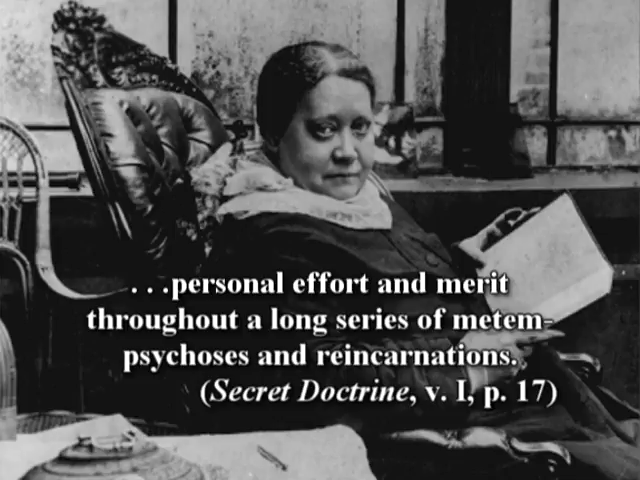 . . .personal effort and merit
throughout a long series of metem-
psychoses and reincarnations.
(Secret Doctrine, v. I, p. 17)